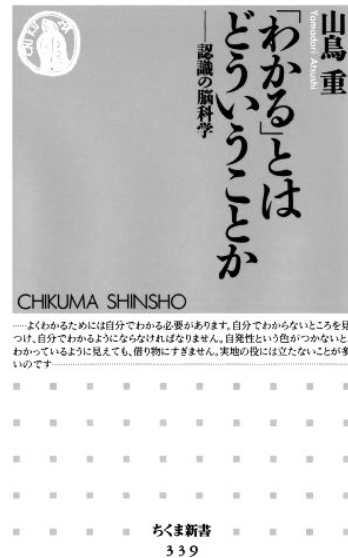 山鳥 重
Yamadori Atsushi
「わかる」とは
どういうことか
──認識の脳科学
CHIKUMA SHINSHO
……よくわかるためには自分でわかる必要があります。自分でわからないところを見
つけ、自分でわかるようにならなければなりません。自発性という色がつかないと、
わかっているように見えても、借り物にすぎません。実地の役には立たないことが多
いのです……
ちくま新書
339